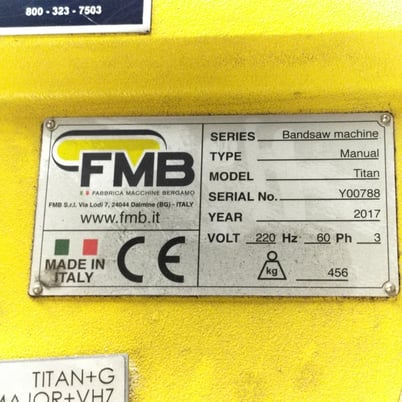 800 - 323 - 7503
FMB
FABBRICA MACCHINE BERGAMO
FMB S.r.l. Via Lodi 7, 24044 Dalmine (BG) - ITALY
www.fmb.it
MADE IN
ITALY
CE
SERIES Bandsaw machine
TYPE Manual
MODEL Titan
SERIAL No. Y00788
YEAR 2017
VOLT 220 Hz 60 Ph 3
kg 456
TITAN+G
MAJOR+VHZ